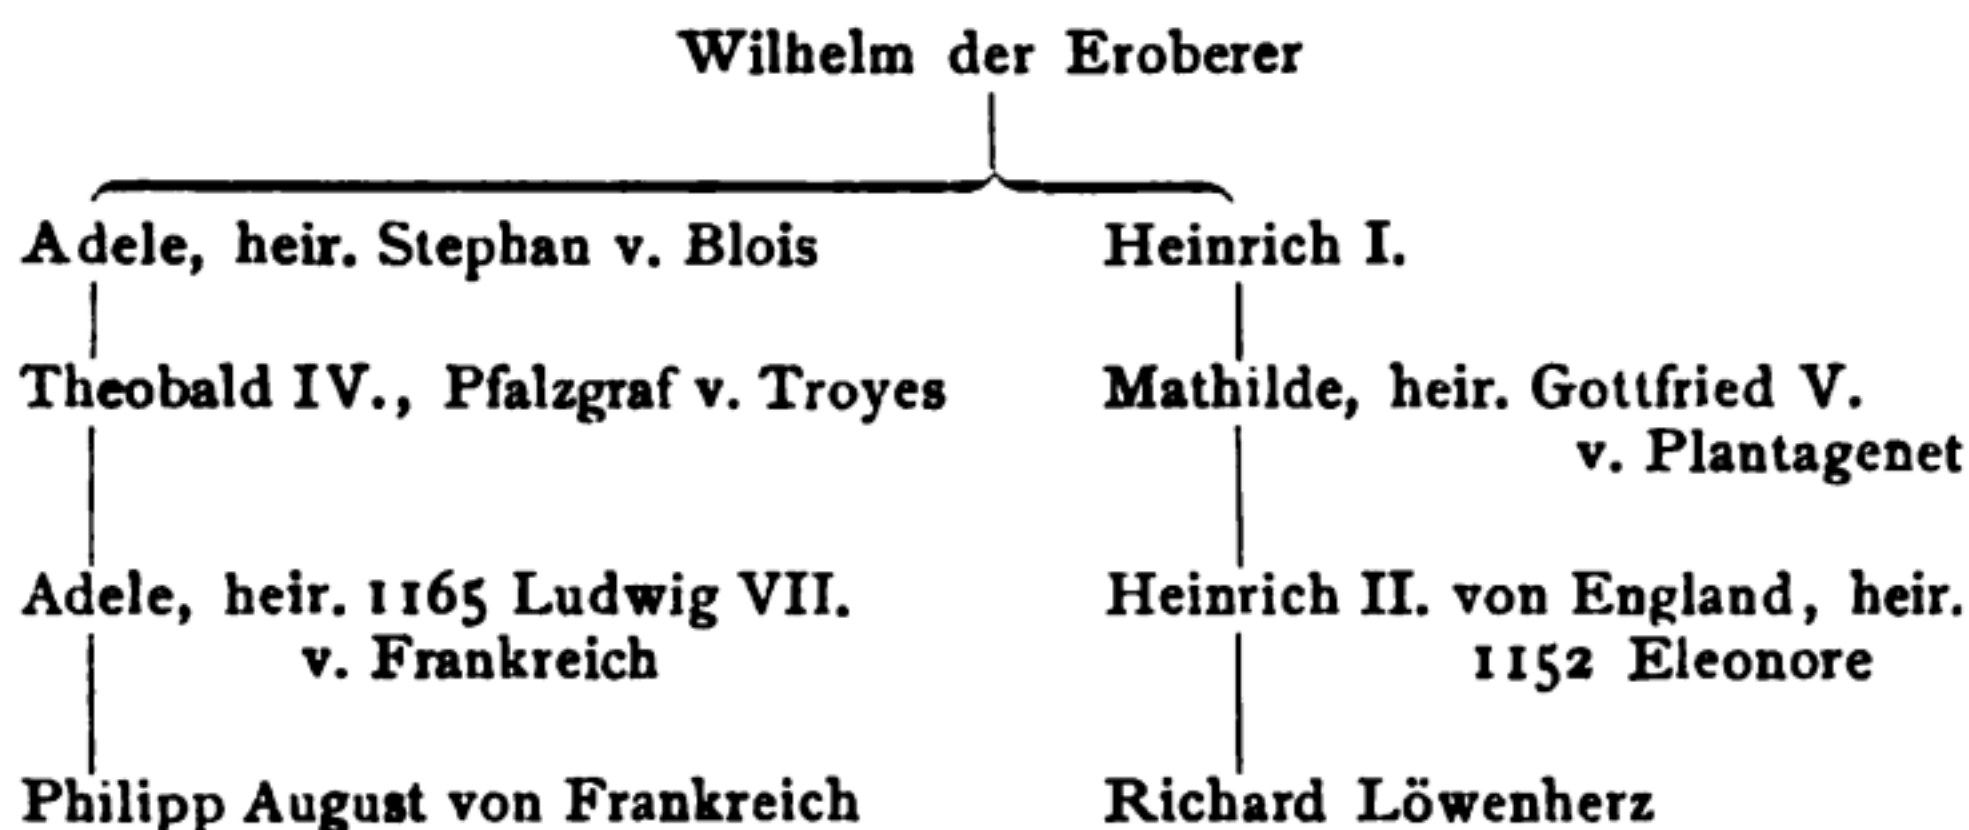 Wilhelm der Eroberer
Adele, heir. Stephan v. Blois
Heinrich I.
Theobald IV., Pfalzgraf v. Troyes
Mathilde, heir. Gottfried V.
v. Plantagenet
Adele, heir. 1165 Ludwig VII.
v. Frankreich
Heinrich II. von England, heir.
1152 Eleonore
Philipp August von Frankreich
Richard Löwenherz